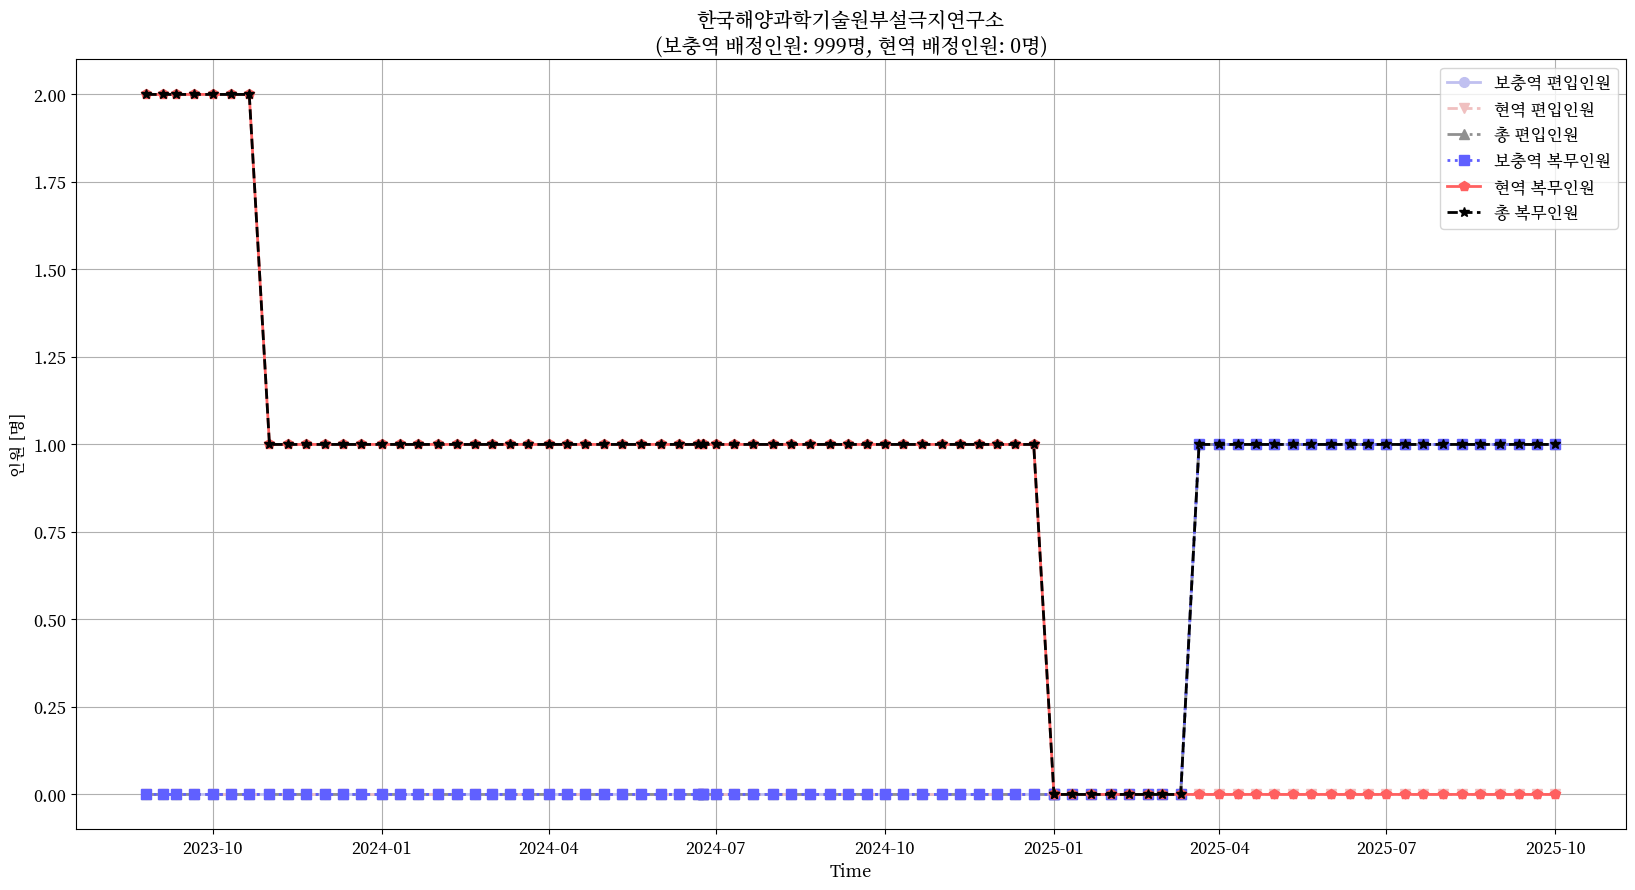 한국해양과학기술원부설극지연구소
(보충역 배정인원: 999명, 현역 배정인원: 0명)
보충역 편입인원
현역 편입인원
총 편입인원
보충역 복무인원
현역 복무인원
총 복무인원
인원 [명]
2.00
1.75
1.50
1.25
1.00
0.75
0.50
0.25
0.00
2023-10
2024-01
2024-04
2024-07
2024-10
2025-01
2025-04
2025-07
2025-10
Time